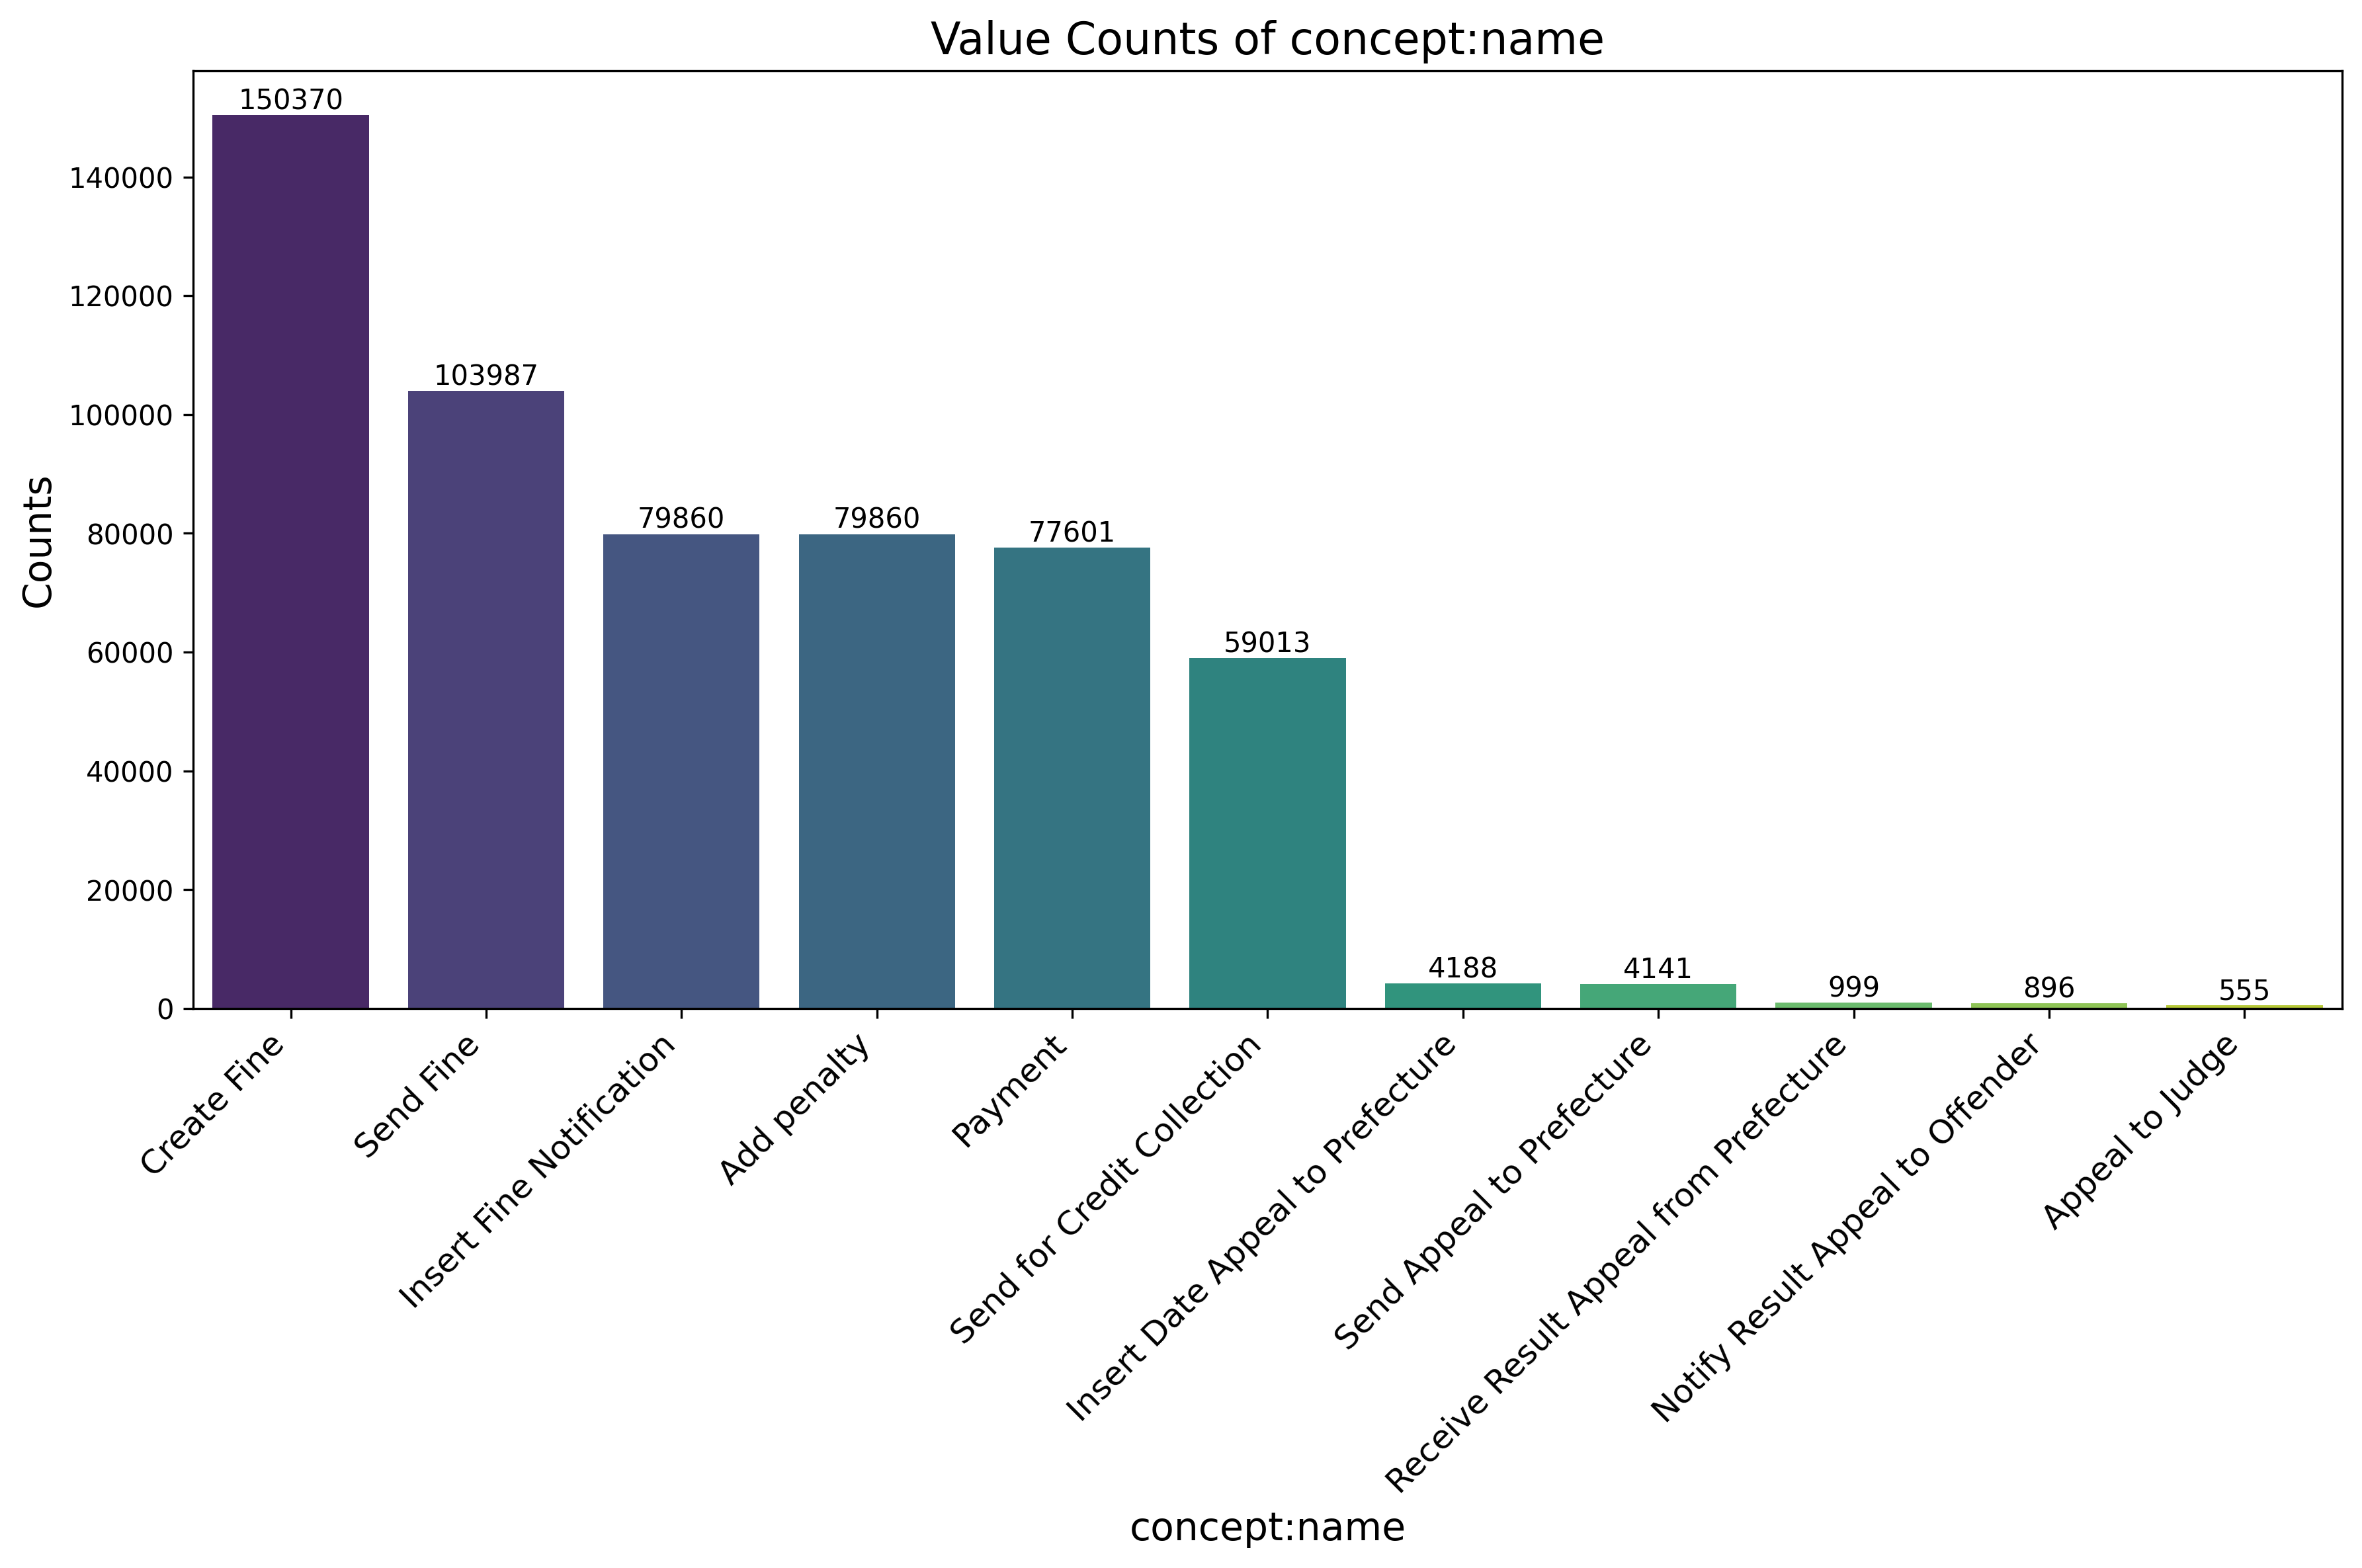 Value Counts of concept:name
150370
103987
79860
79860
77601
59013
4188
4141
999
896
555
140000
120000
100000
80000
60000
40000
20000
0
Counts
Create Fine
Send Fine
Insert Fine Notification
Add penalty
Payment
Send for Credit Collection
Insert Date Appeal to Prefecture
Send Appeal to Prefecture
Receive Result Appeal from Prefecture
Notify Result Appeal to Offender
Appeal to Judge
concept:name